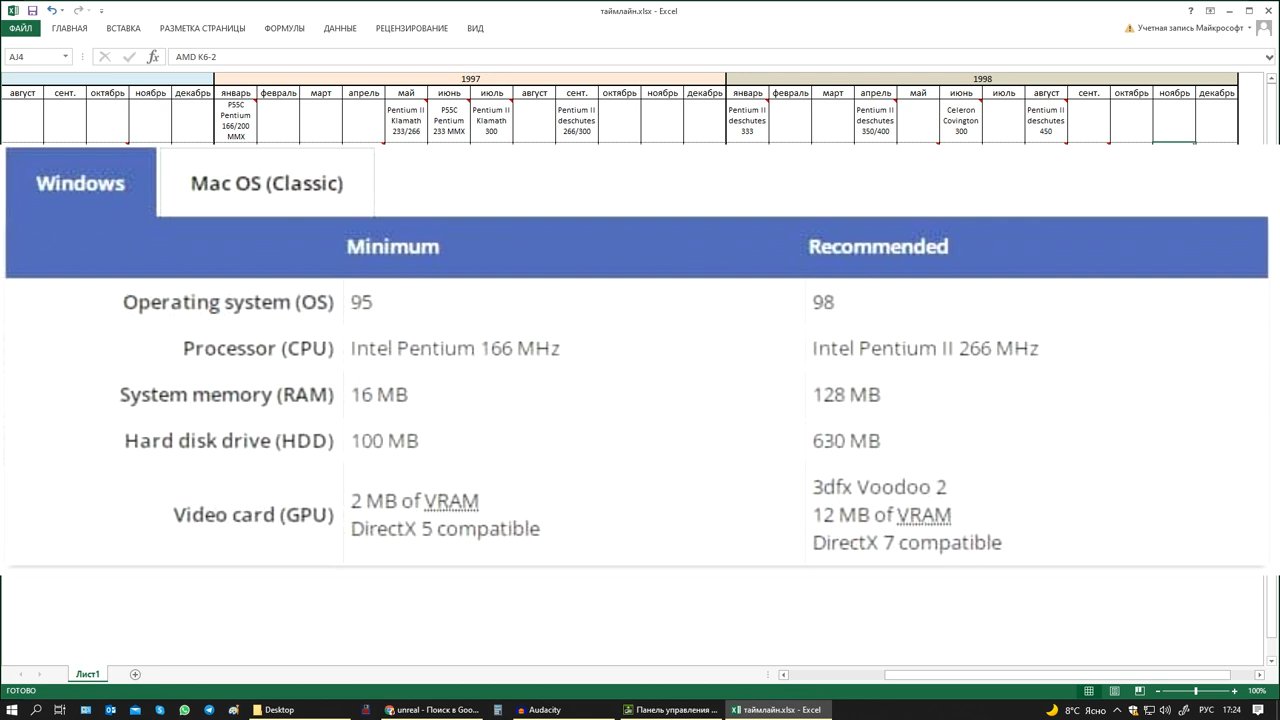 таймлайн.xlsx - Excel
ФАЙЛ ГЛАВНАЯ ВСТАВКА РАЗМЕТКА СТРАНИЦЫ ФОРМУЛЫ ДАННЫЕ РЕЦЕНЗИРОВАНИЕ ВИД Учетная запись Майкрософт
AJ4 fx AMD K6-2
1997 1998
август сент. октябрь ноябрь декабрь январь февраль март апрель май июнь июль август сент. октябрь ноябрь декабрь январь февраль март апрель май июнь июль август сент. октябрь ноябрь декабрь
P55C
Pentium
166/200
MMX
Pentium II
Klamath
233/266
P55C
Pentium
233 MMX
Pentium II
Klamath
300
Pentium II
deschutes
266/300
Pentium II
deschutes
333
Pentium II
deschutes
350/400
Celeron
Covington
300
Pentium II
deschutes
450
Windows Mac OS (Classic)
Minimum Recommended
Operating system (OS) 95 98
Processor (CPU) Intel Pentium 166 MHz Intel Pentium II 266 MHz
System memory (RAM) 16 MB 128 MB
Hard disk drive (HDD) 100 MB 630 MB
Video card (GPU)
2 MB of VRAM
DirectX 5 compatible
3dfx Voodoo 2
12 MB of VRAM
DirectX 7 compatible
Лист1
ГОТОВО 100%
Desktop unreal - Поиск в Goo... Audacity Панель управления ... таймлайн.xlsx - Excel 8°C Ясно РУС 17:24